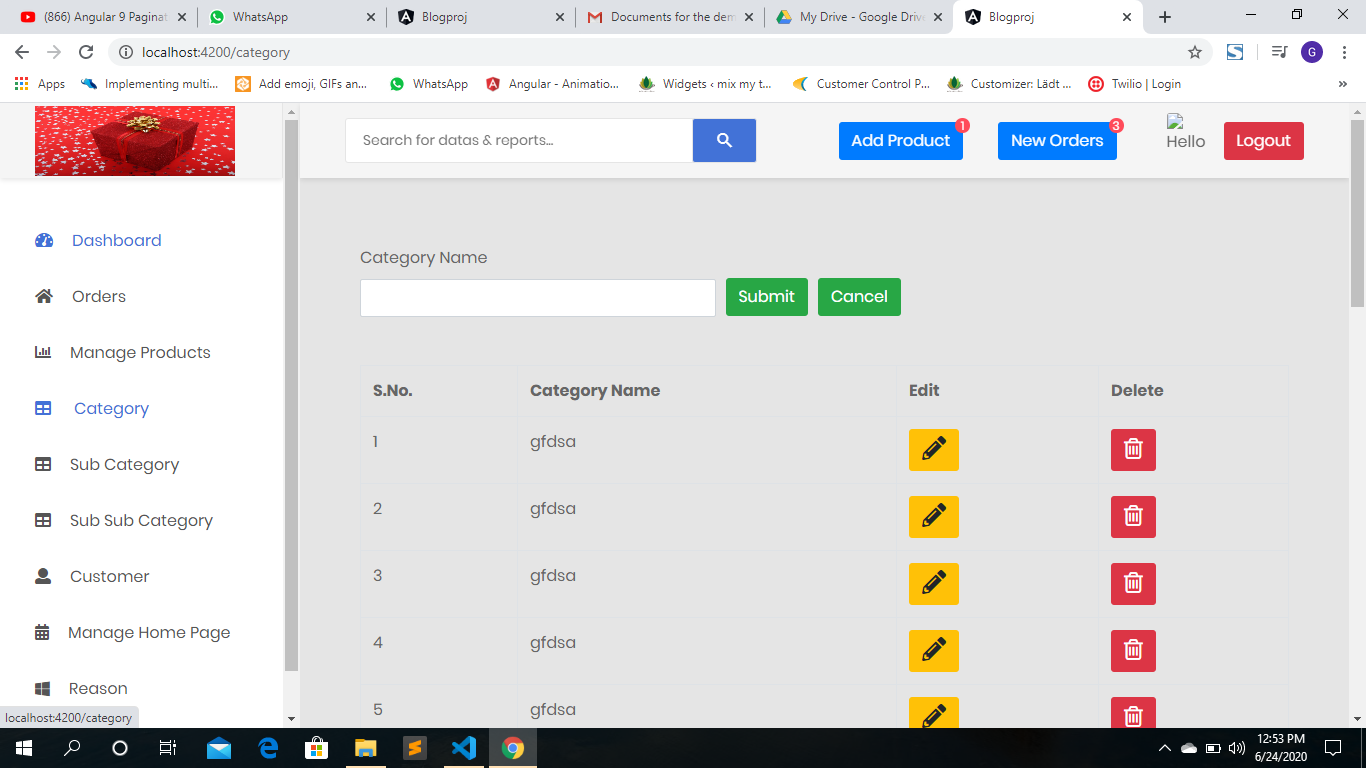 (866) Angular 9 Paginat
WhatsApp
Blogproj
Documents for the dem
My Drive - Google Drive
Blogproj
localhost:4200/category
G
Apps
Implementing multi...
Add emoji, GIFs an...
WhatsApp
Angular - Animatio...
Widgets ‹ mix my t...
Customer Control P...
Customizer: Lädt ...
Twilio | Login
»
Search for datas & reports...
Add Product
1
New Orders
3
Hello
Logout
Dashboard
Orders
Manage Products
Category
Sub Category
Sub Sub Category
Customer
Manage Home Page
Reason
Category Name
Submit
Cancel
S.No. Category Name Edit Delete
1 gfdsa
2 gfdsa
3 gfdsa
4 gfdsa
5 gfdsa
localhost:4200/category
12:53 PM
6/24/2020